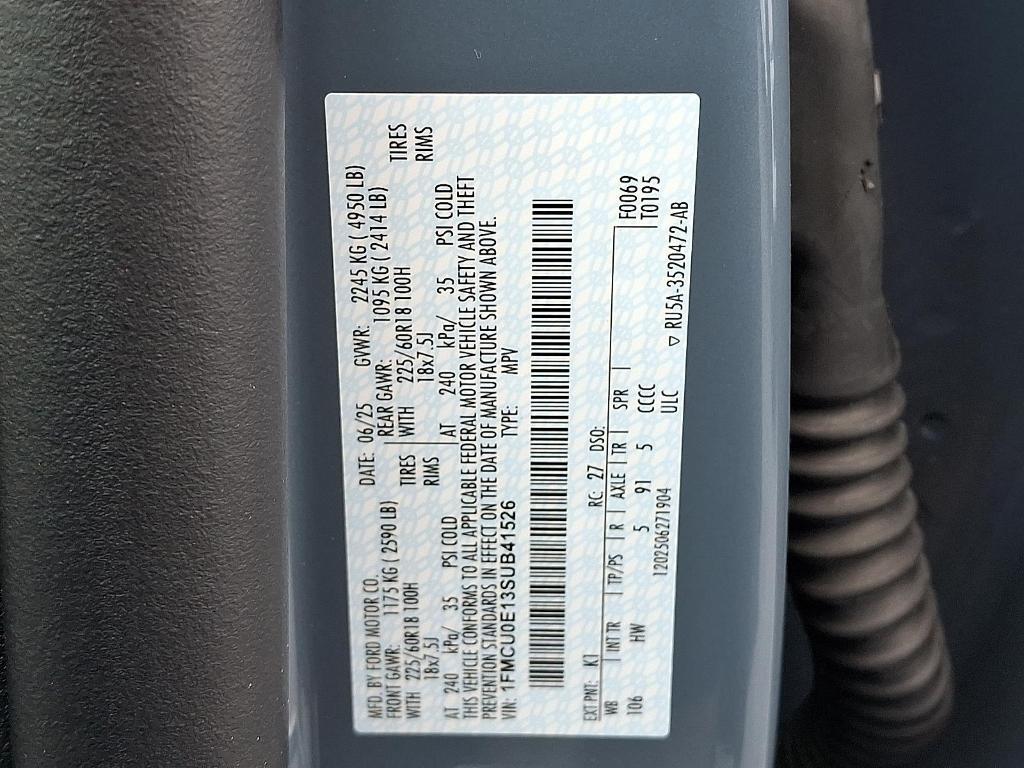 MFD. BY FORD MOTOR CO. DATE: 06/25 GVWR: 2245 KG ( 4950 LB)
FRONT GAWR: 1175 KG ( 2590 LB) REAR GAWR: 1095 KG ( 2414 LB)
WITH 225/60R18 100H TIRES WITH 225/60R18 100H TIRES
18x7.5J RIMS 18x7.5J RIMS
AT 240 kPa/ 35 PSI COLD AT 240 kPa/ 35 PSI COLD
THIS VEHICLE CONFORMS TO ALL APPLICABLE FEDERAL MOTOR VEHICLE SAFETY AND THEFT
PREVENTION STANDARDS IN EFFECT ON THE DATE OF MANUFACTURE SHOWN ABOVE.
VIN: 1FMCU0E13SUB41526 TYPE: MPV
EXT PNT: K1 RC: 27 DSO: F0069
WB | INT TR | TP/PS | R | AXLE | TR | SPR | T0195
106 HW 5 91 5 CCCC
ULC
1202506271904 ▽ RU5A-3520472-AB